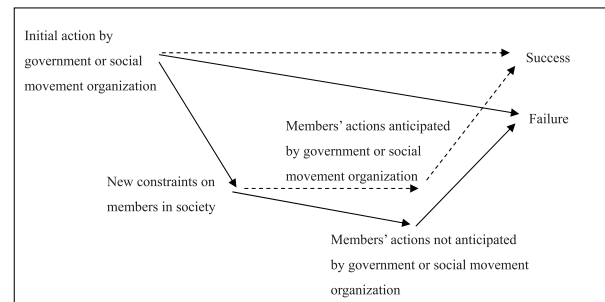 Initial action by
government or social
movement organization
Success
Failure
Members' actions anticipated
by government or social
movement organization
New constraints on
members in society
Members' actions not anticipated
by government or social movement
organization